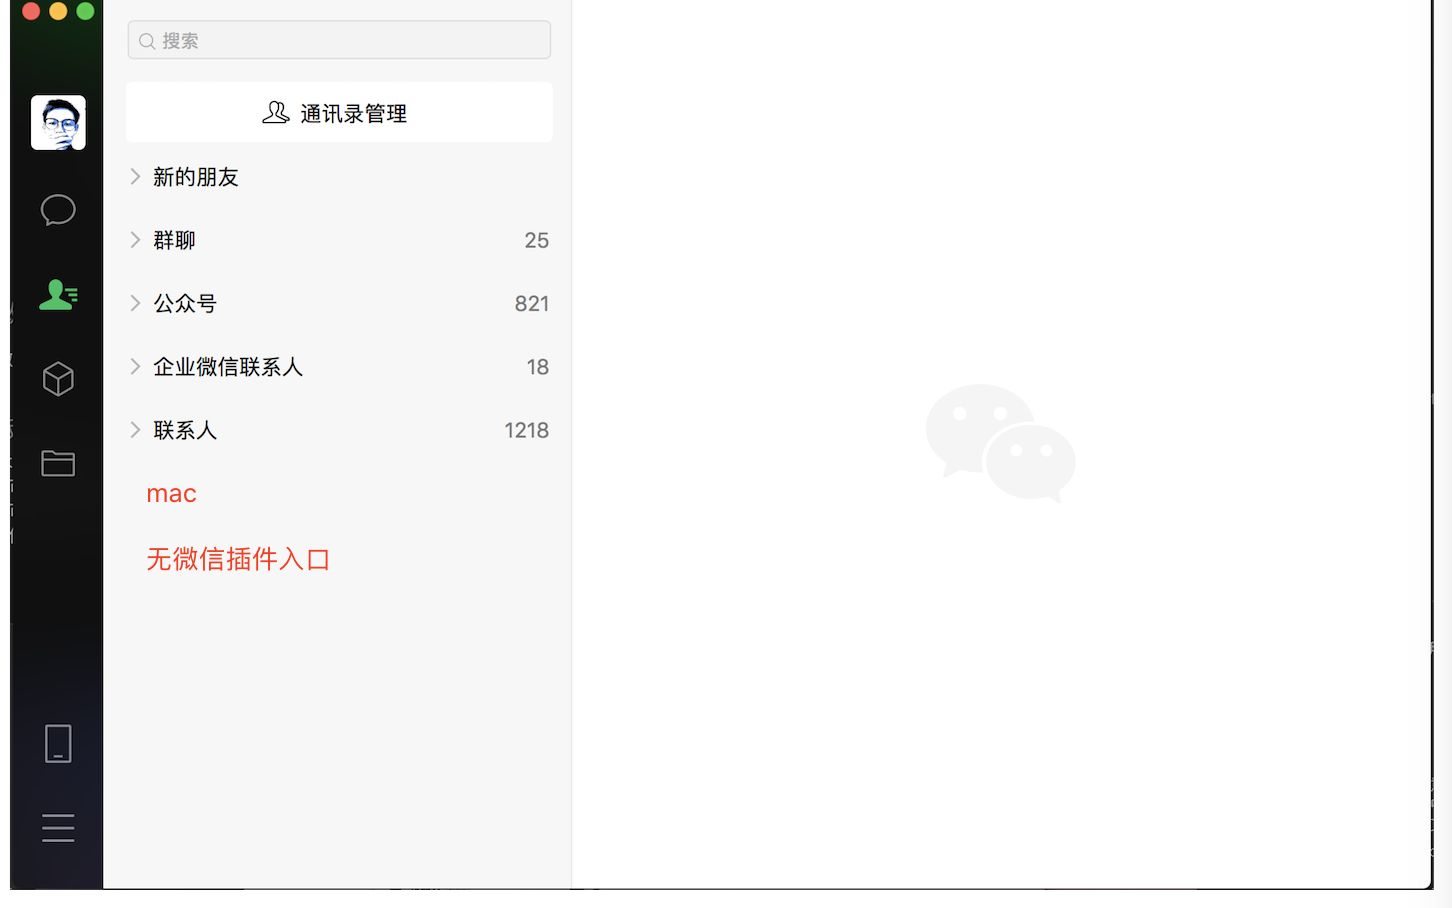 搜索
通讯录管理
新的朋友
群聊 25
公众号 821
企业微信联系人 18
联系人 1218
mac
无微信插件入口